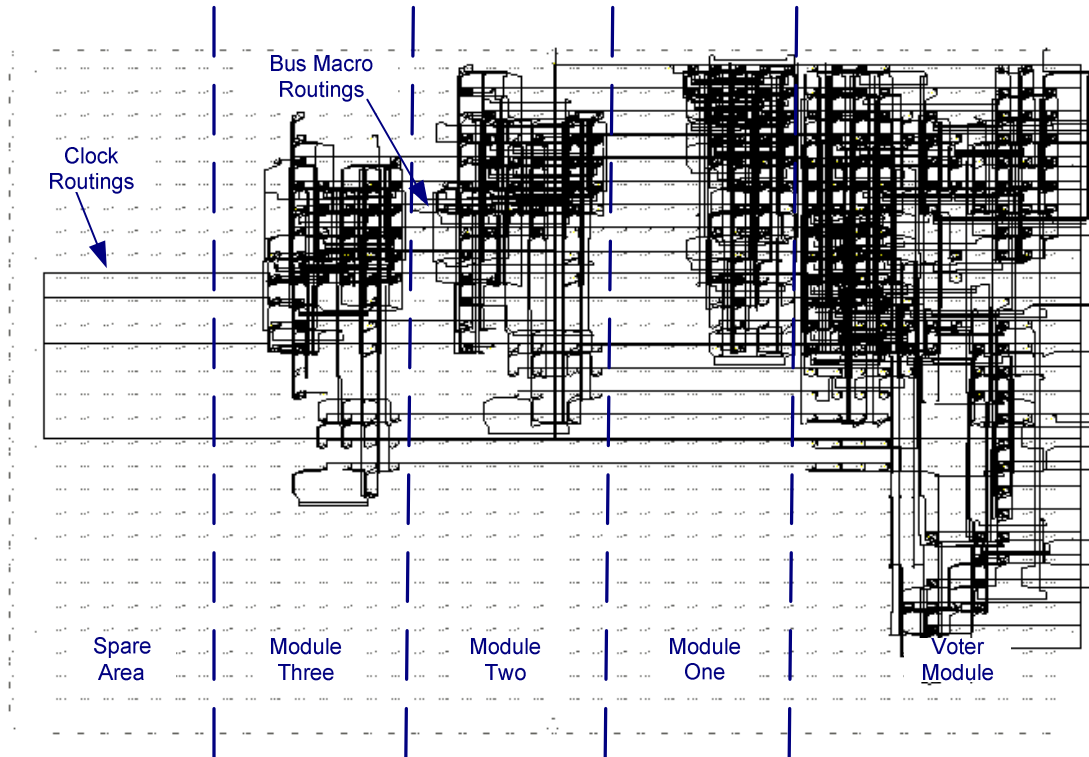 Bus Macro
Routings
Clock
Routings
Spare
Area
Module
Three
Module
Two
Module
One
Voter
Module